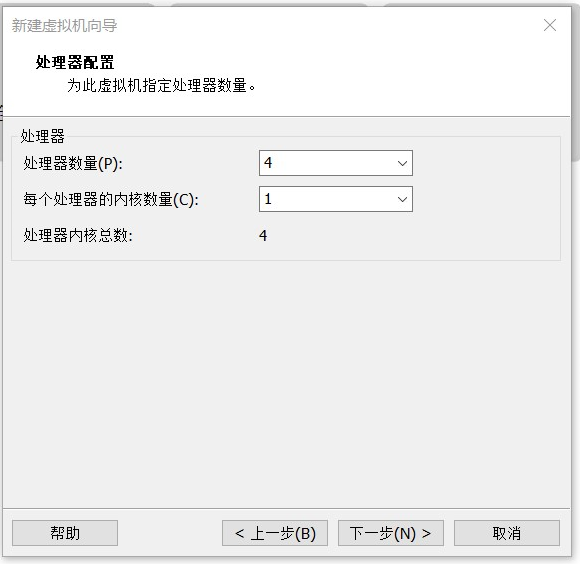 新建虚拟机向导
处理器配置
为此虚拟机指定处理器数量。
处理器
处理器数量(P): 4
每个处理器的内核数量(C): 1
处理器内核总数: 4
帮助 < 上一步(B) 下一步(N) > 取消